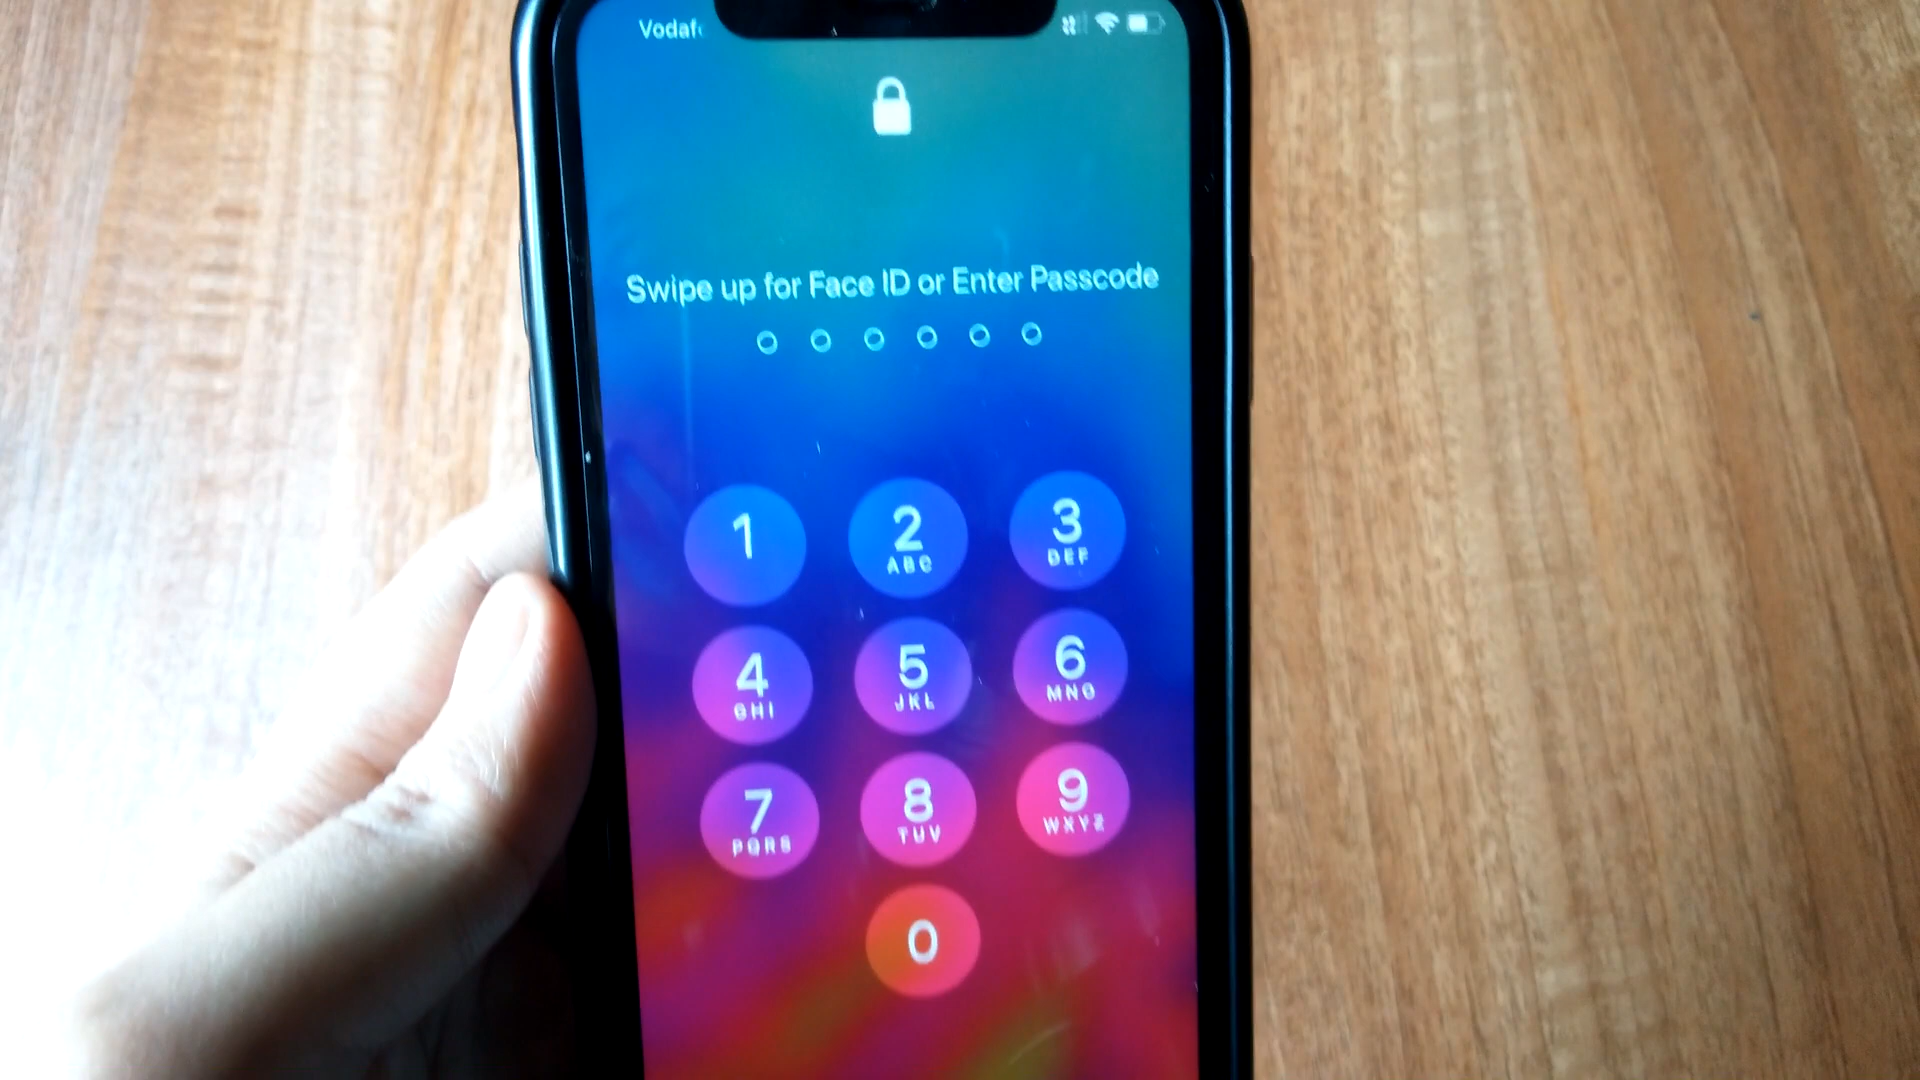 Vodaf
Swipe up for Face ID or Enter Passcode
1
2
ABC
3
DEF
4
GHI
5
JKL
6
MNO
7
PQRS
8
TUV
9
WXYZ
0